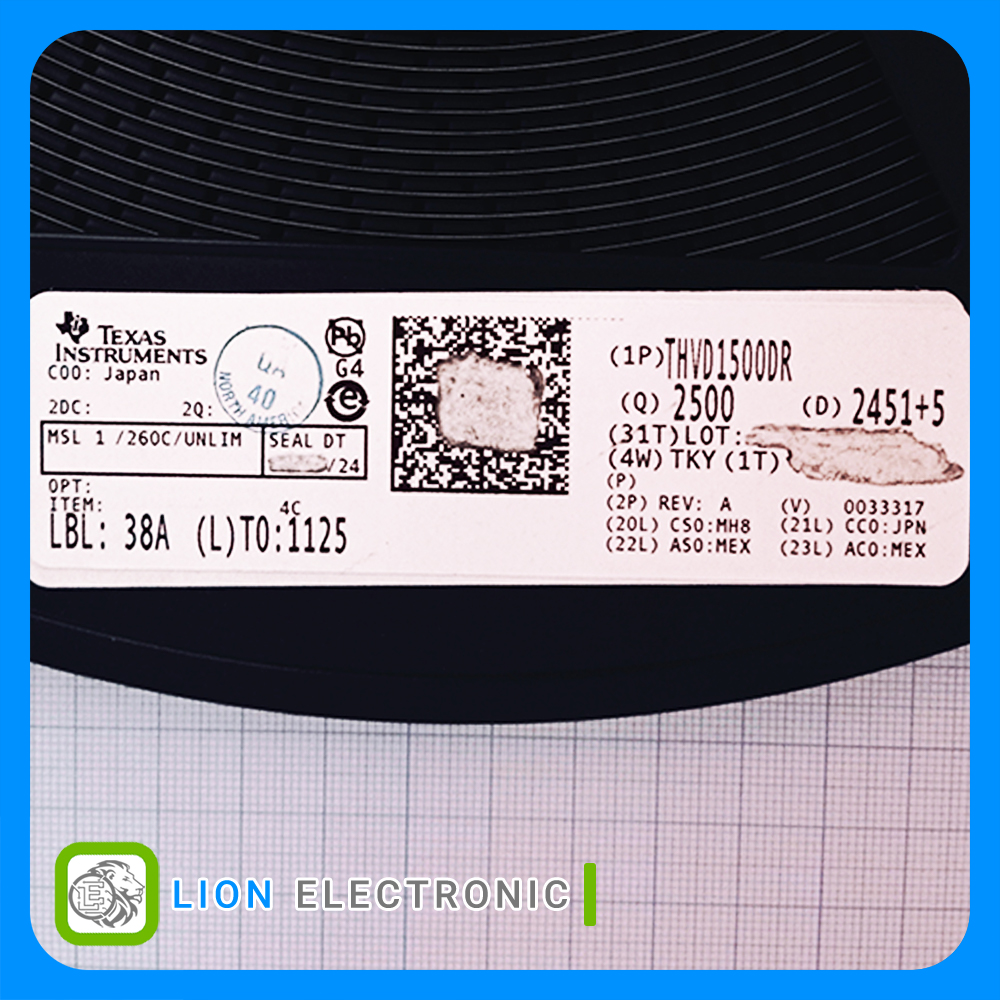 TEXAS
INSTRUMENTS
COO: Japan
2DC: 2Q:
MSL 1 /260C/UNLIM
SEAL DT
/24
OPT:
ITEM:
4C
LBL: 38A (L)TO:1125
40
NORTH
Pb
G4
e
(1P)THVD1500DR
(Q) 2500 (D) 2451+5
(31T)LOT:
(4W) TKY (1T)
(P)
(2P) REV: A (V) 0033317
(20L) CSO:MH8 (21L) CCO:JPN
(22L) ASO:MEX (23L) ACO:MEX
LION ELECTRONIC